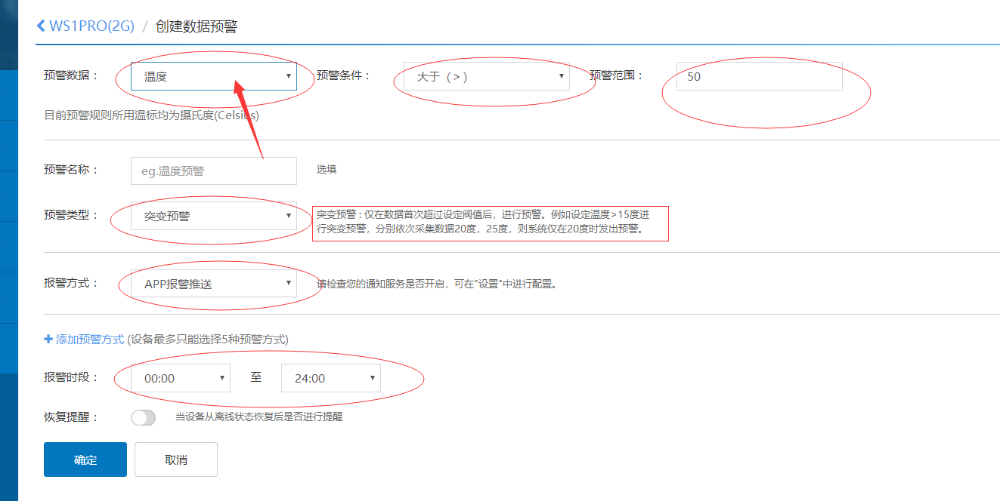 WS1PRO(2G) / 创建数据预警
预警数据： 温度 预警条件： 大于（>） 预警范围： 50
目前预警规则所用温标均为摄氏度(Celsius)
预警名称： eg.温度预警 选填
预警类型： 突变预警 突变预警 : 仅在数据首次超过设定阀值后，进行预警。例如设定温度>15度进
行突变预警，分别依次采集数据20度，25度，则系统仅在20度时发出预警。
报警方式： APP报警推送 请检查您的通知服务是否开启，可在"设置"中进行配置。
添加预警方式 (设备最多只能选择5种预警方式)
报警时段： 00:00 至 24:00
恢复提醒： 当设备从离线状态恢复后是否进行提醒
确定 取消